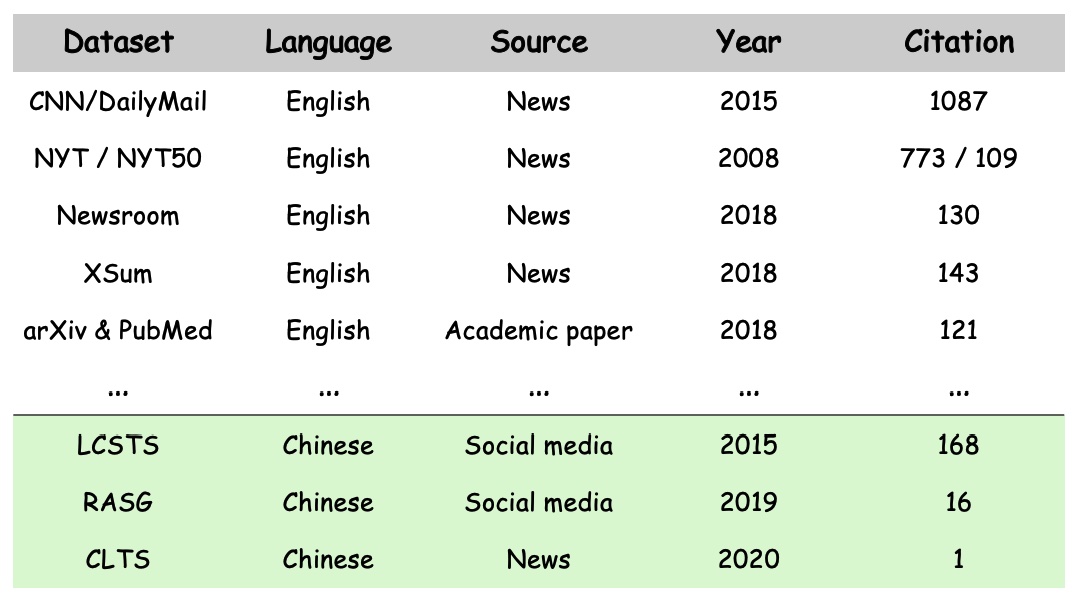 Dataset Language Source Year Citation
CNN/DailyMail English News 2015 1087
NYT / NYT50 English News 2008 773 / 109
Newsroom English News 2018 130
XSum English News 2018 143
arXiv & PubMed English Academic paper 2018 121
... ... ... ... ...
LCSTS Chinese Social media 2015 168
RASG Chinese Social media 2019 16
CLTS Chinese News 2020 1